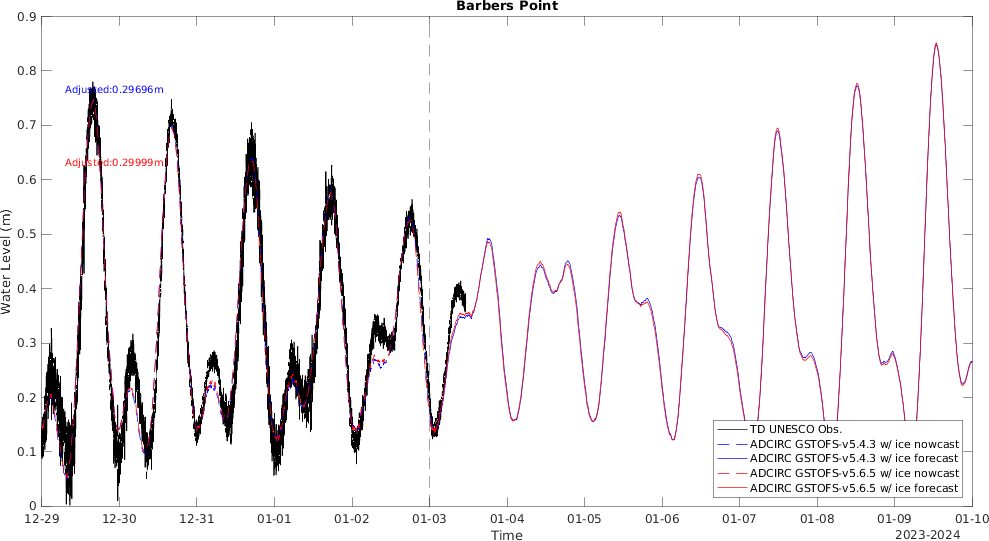 Barbers Point
0.9
0.8
0.7
0.6
0.5
0.4
0.3
0.2
0.1
0
Water Level (m)
Adjusted:0.29696m
Adjusted:0.29999m
TD UNESCO Obs.
ADCIRC GSTOFS-v5.4.3 w/ ice nowcast
ADCIRC GSTOFS-v5.4.3 w/ ice forecast
ADCIRC GSTOFS-v5.6.5 w/ ice nowcast
ADCIRC GSTOFS-v5.6.5 w/ ice forecast
12-29 12-30 12-31 01-01 01-02 01-03 01-04 01-05 01-06 01-07 01-08 01-09 01-10
Time
2023-2024